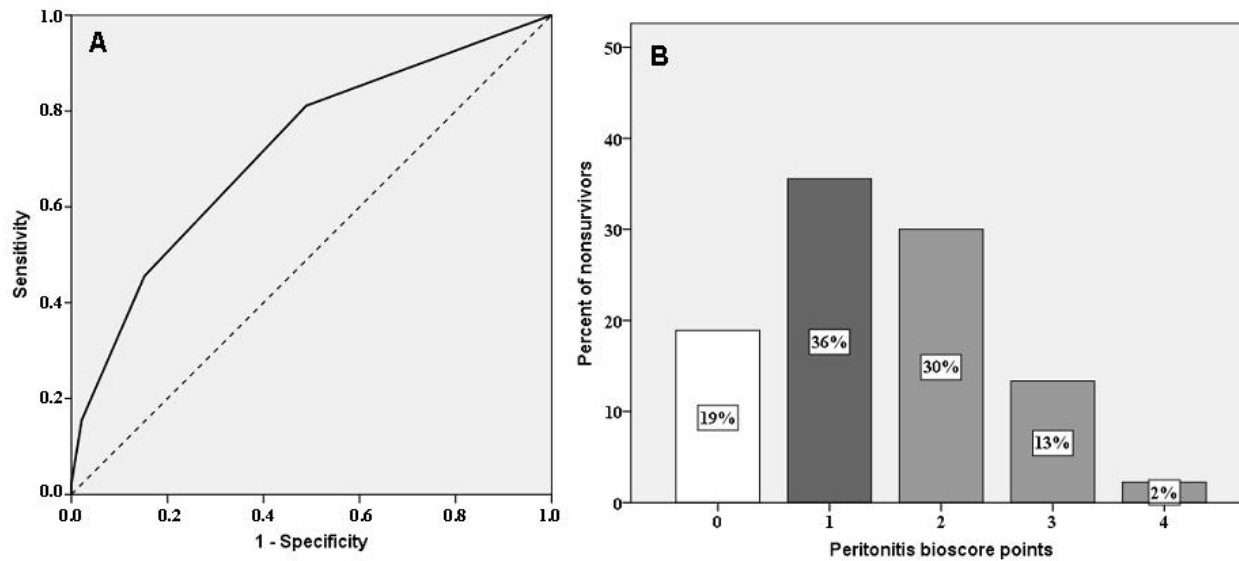 A
1.0
0.8
0.6
0.4
0.2
0.0
Sensitivity
0.0 0.2 0.4 0.6 0.8 1.0
1 - Specificity
B
50
40
30
20
10
0
Percent of nonsurvivors
19%
36%
30%
13%
2%
0 1 2 3 4
Peritonitis bioscore points